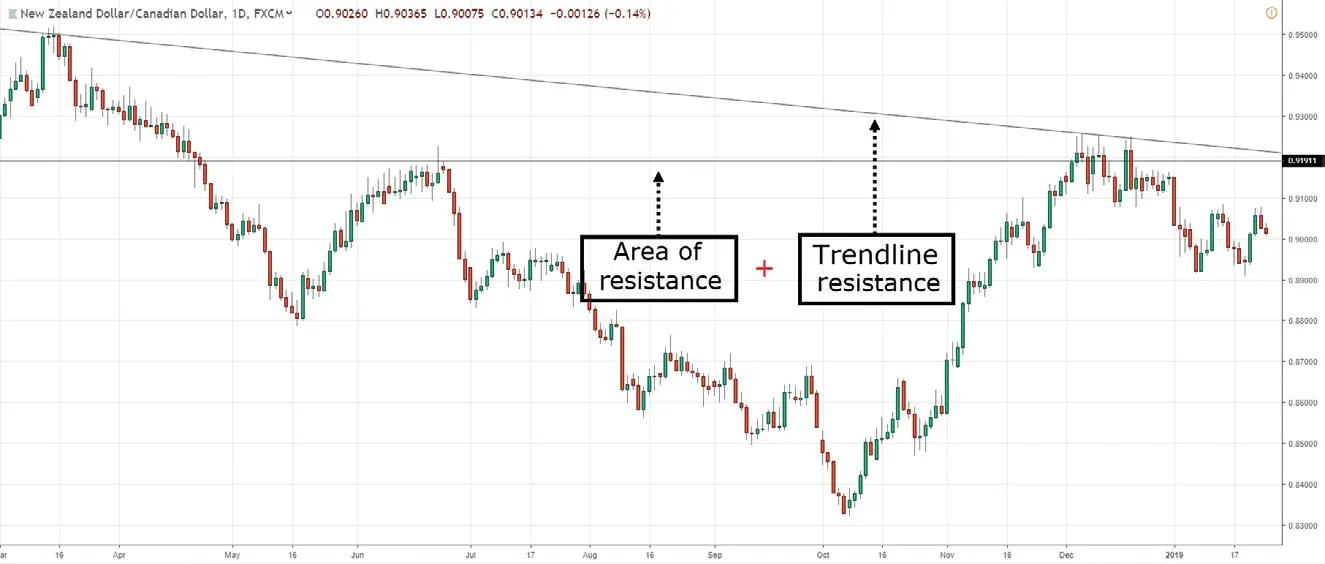 New Zealand Dollar/Canadian Dollar, 1D, FXCM O0.90260 H0.90365 L0.90075 C0.90134 −0.00126 (−0.14%)
0.95000
0.94000
0.93000
0.91911
0.91000
0.90000
0.89000
0.88000
0.87000
0.86000
0.85000
0.84000
0.83000
Area of
resistance
+
Trendline
resistance
ar 16 Apr May 16 Jun Jul 17 Aug 16 Sep Oct 16 Nov 16 Dec 2019 17